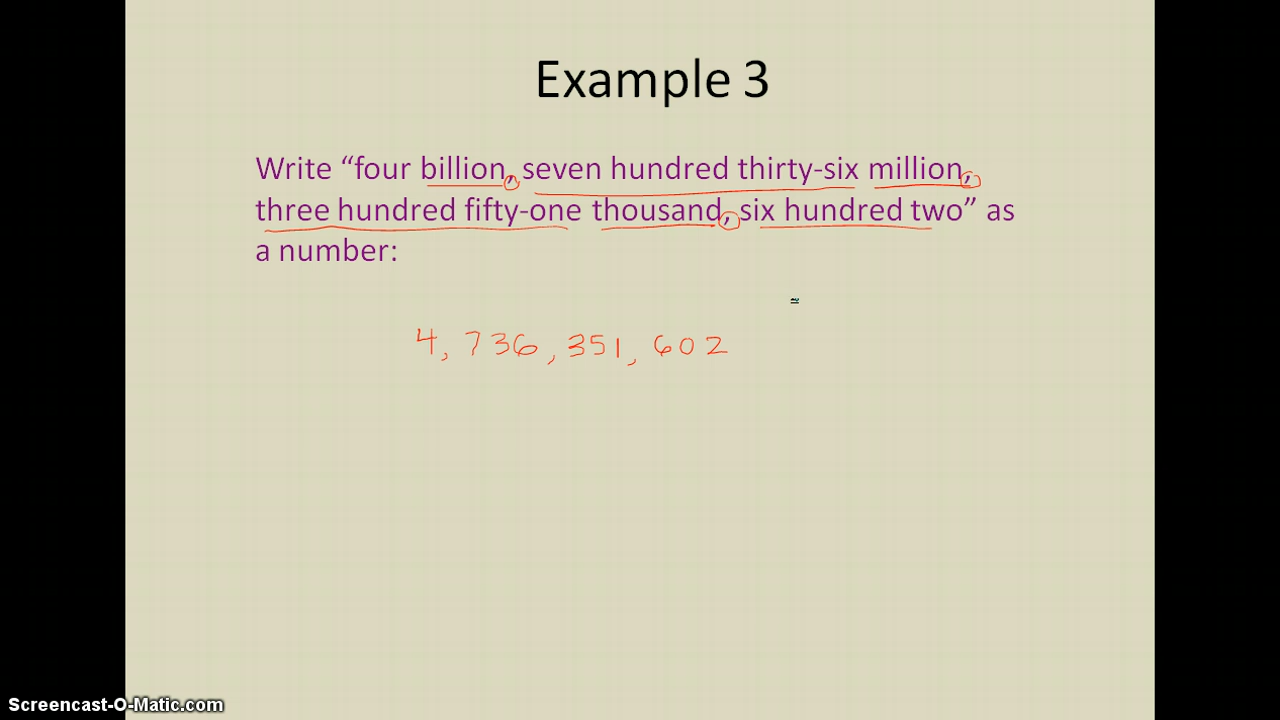 Example 3
Write “four billion, seven hundred thirty-six million,
three hundred fifty-one thousand, six hundred two” as
a number:
4, 736, 351, 602
Screencast-O-Matic.com